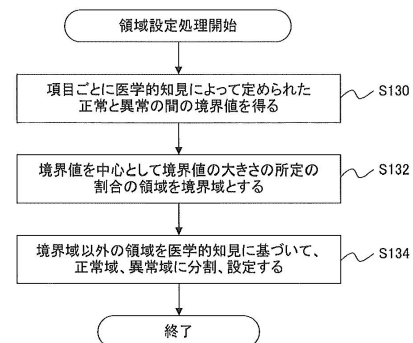 領域設定処理開始
項目ごとに医学的知見によって定められた
正常と異常の間の境界値を得る
S130
境界値を中心として境界値の大きさの所定の
割合の領域を境界域とする
S132
境界域以外の領域を医学的知見に基づいて、
正常域、異常域に分割、設定する
S134
終了